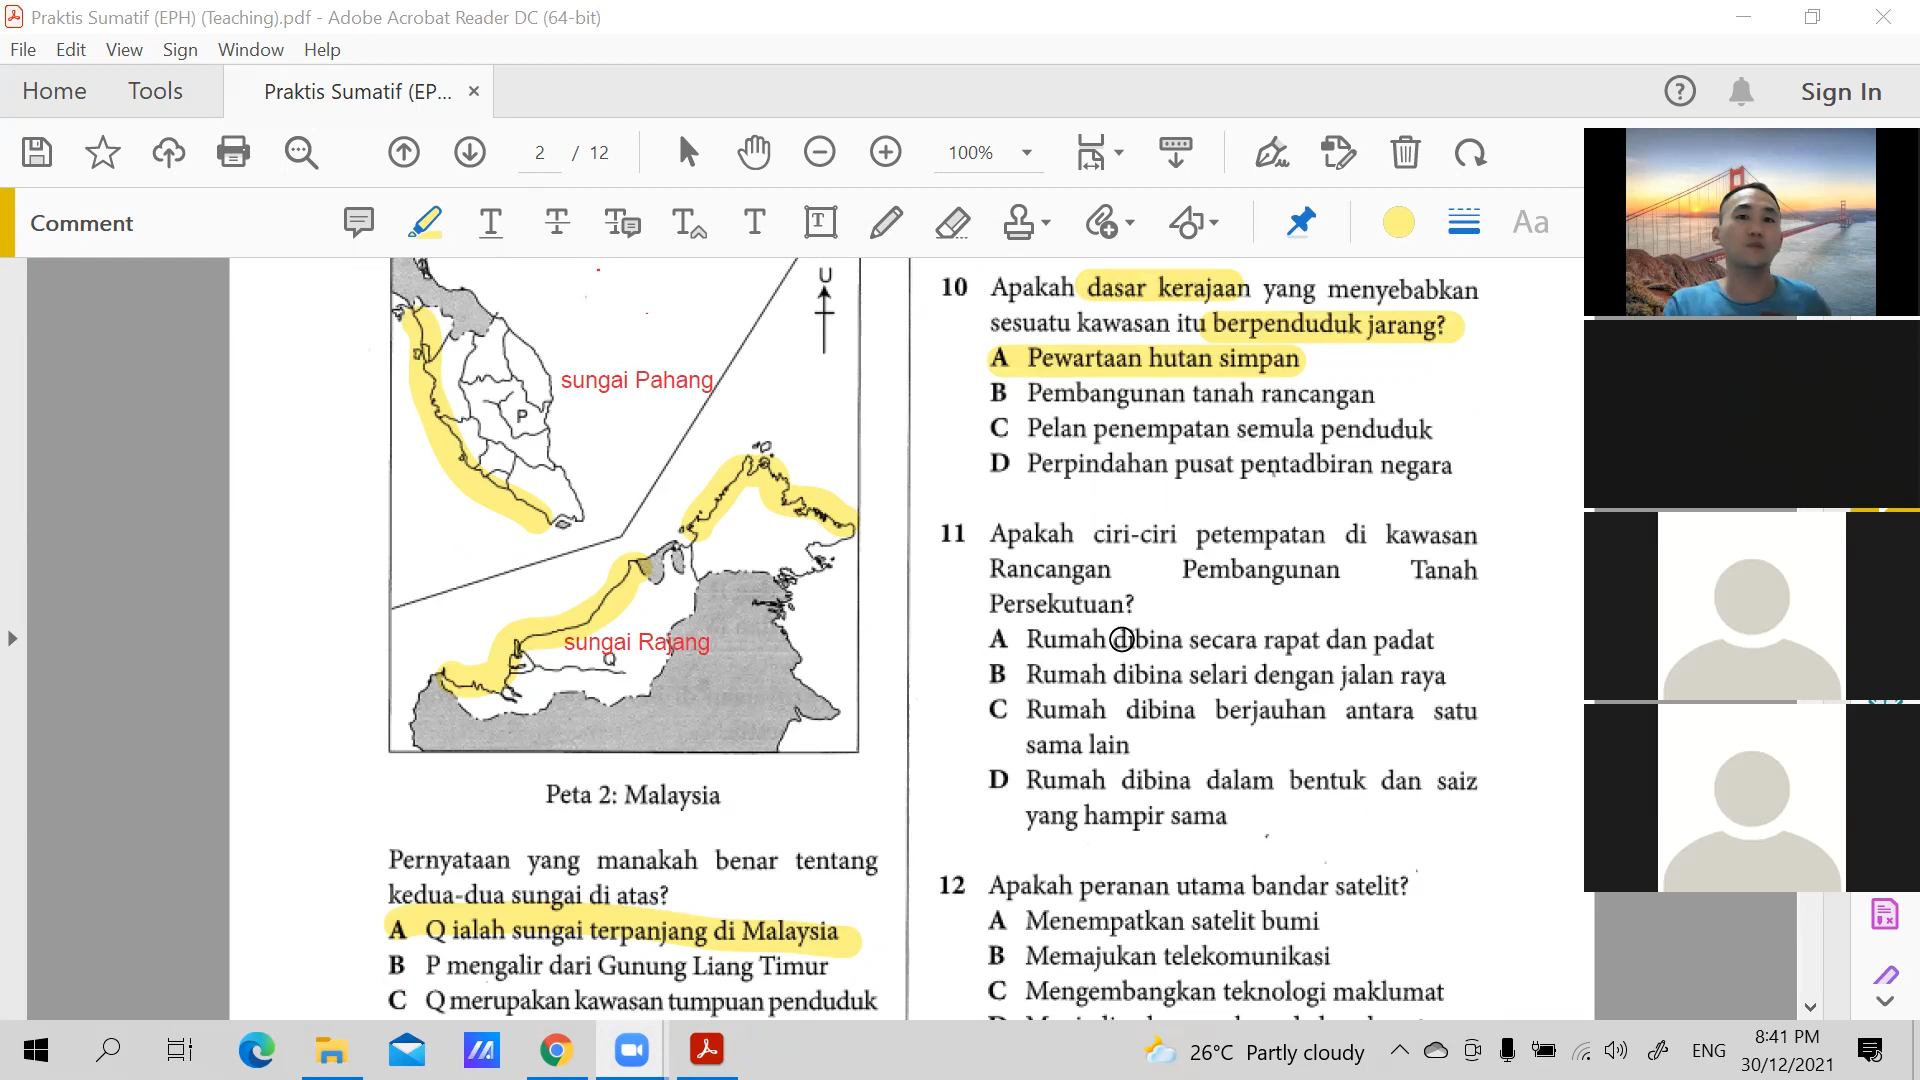 Praktis Sumatif (EPH) (Teaching).pdf - Adobe Acrobat Reader DC (64-bit)
File Edit View Sign Window Help
Home Tools Praktis Sumatif (EP... × Sign In
2 / 12 100%
Comment
Aa
U
sungai Pahang
P
sungai Rajang
Q
Peta 2: Malaysia
Pernyataan yang manakah benar tentang
kedua-dua sungai di atas?
A Q ialah sungai terpanjang di Malaysia
B P mengalir dari Gunung Liang Timur
C Q merupakan kawasan tumpuan penduduk
10 Apakah dasar kerajaan yang menyebabkan
sesuatu kawasan itu berpenduduk jarang?
A Pewartaan hutan simpan
B Pembangunan tanah rancangan
C Pelan penempatan semula penduduk
D Perpindahan pusat pentadbiran negara
11 Apakah ciri-ciri petempatan di kawasan
Rancangan Pembangunan Tanah
Persekutuan?
A Rumah dibina secara rapat dan padat
B Rumah dibina selari dengan jalan raya
C Rumah dibina berjauhan antara satu
sama lain
D Rumah dibina dalam bentuk dan saiz
yang hampir sama
12 Apakah peranan utama bandar satelit?
A Menempatkan satelit bumi
B Memajukan telekomunikasi
C Mengembangkan teknologi maklumat
26°C Partly cloudy
ENG
8:41 PM
30/12/2021